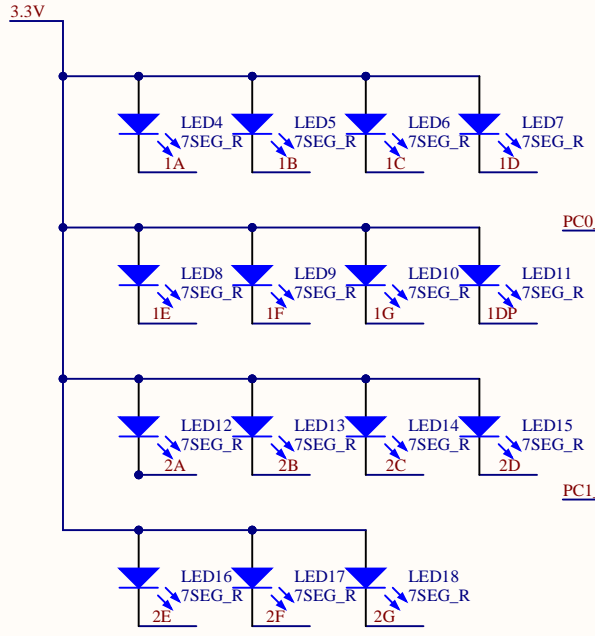 3.3V
LED4 LED5 LED6 LED7
7SEG_R 7SEG_R 7SEG_R 7SEG_R
1A 1B 1C 1D
PC0
LED8 LED9 LED10 LED11
7SEG_R 7SEG_R 7SEG_R 7SEG_R
1E 1F 1G 1DP
LED12 LED13 LED14 LED15
7SEG_R 7SEG_R 7SEG_R 7SEG_R
2A 2B 2C 2D
PC1
LED16 LED17 LED18
7SEG_R 7SEG_R 7SEG_R
2E 2F 2G